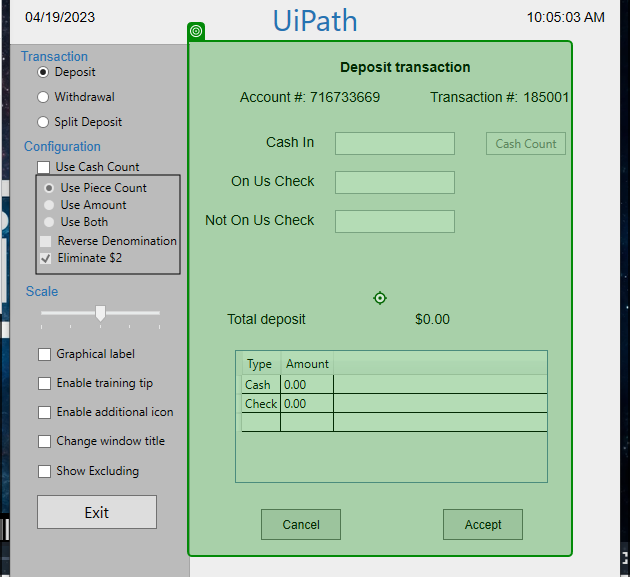 04/19/2023
UiPath
10:05:03 AM
Transaction
Deposit
Withdrawal
Split Deposit
Configuration
Use Cash Count
Use Piece Count
Use Amount
Use Both
Reverse Denomination
Eliminate $2
Scale
Graphical label
Enable training tip
Enable additional icon
Change window title
Show Excluding
Exit
Deposit transaction
Account #: 716733669 Transaction #: 185001
Cash In
Cash Count
On Us Check
Not On Us Check
Total deposit $0.00
Type Amount
Cash 0.00
Check 0.00
Cancel Accept